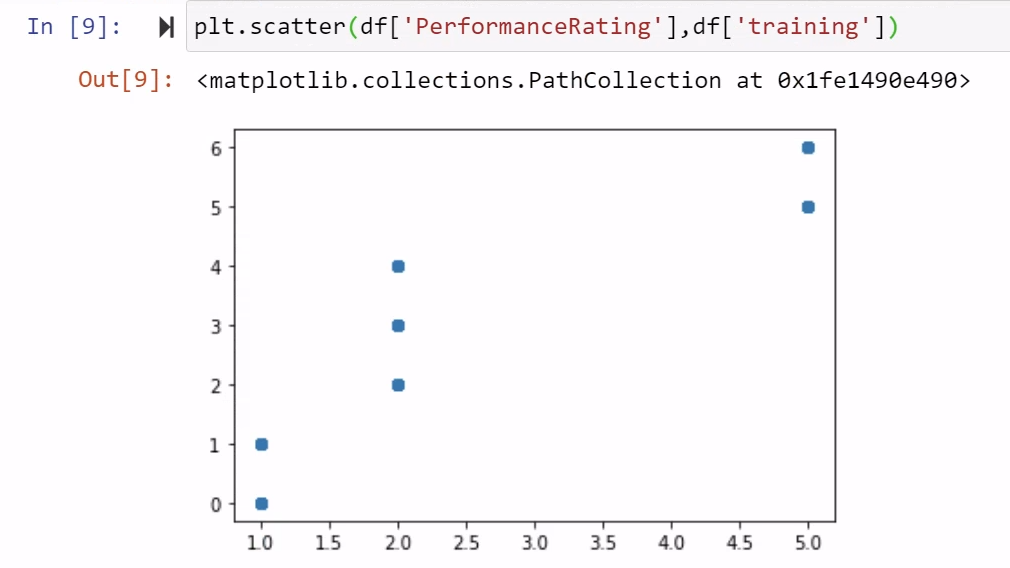 In [9]: plt.scatter(df['PerformanceRating'],df['training'])
Out[9]: <matplotlib.collections.PathCollection at 0x1fe1490e490>
6
5
4
3
2
1
0
1.0 1.5 2.0 2.5 3.0 3.5 4.0 4.5 5.0